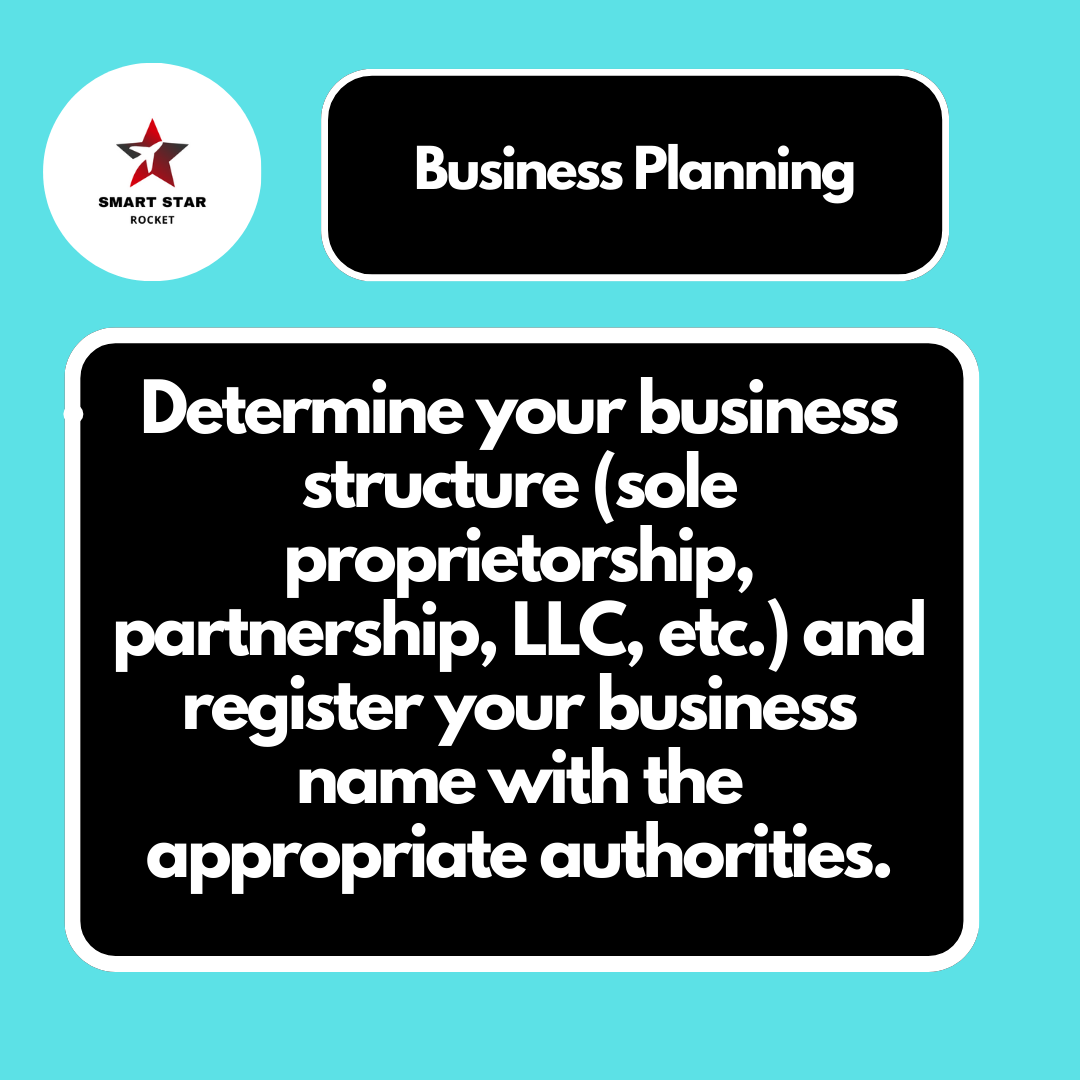 SMART STAR
ROCKET
Business Planning
Determine your business
structure (sole
proprietorship,
partnership, LLC, etc.) and
register your business
name with the
appropriate authorities.